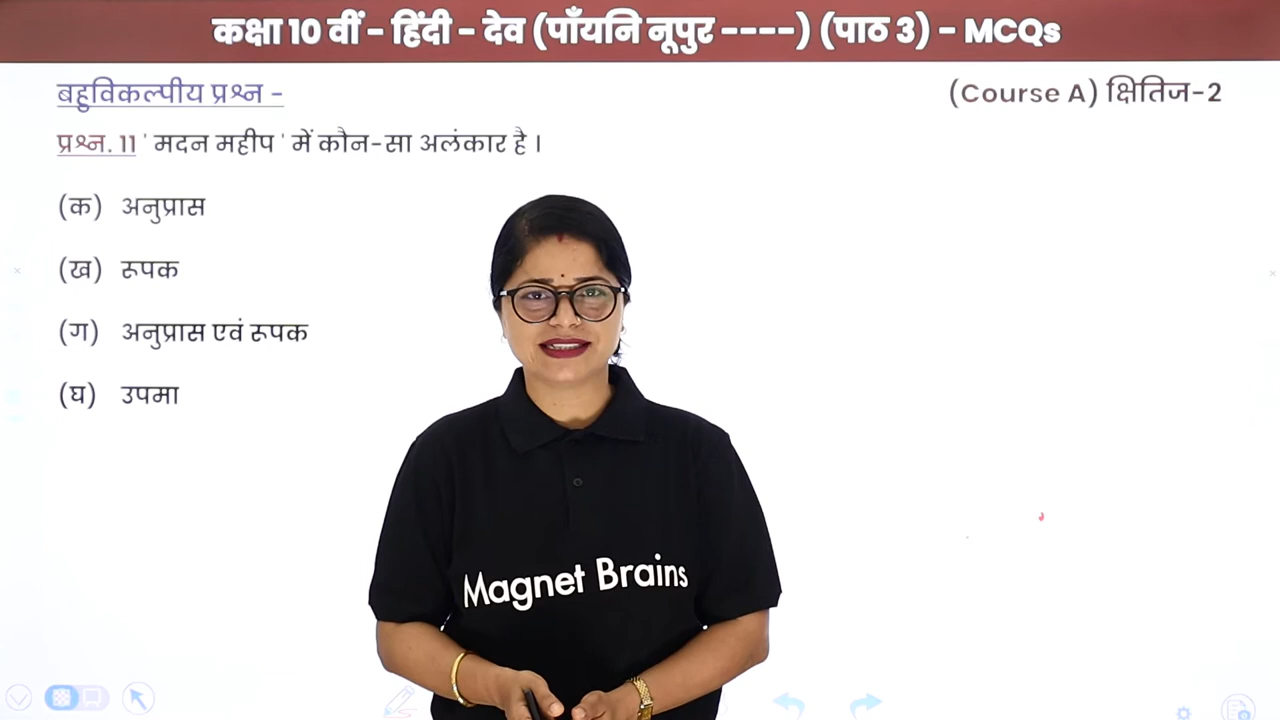 कक्षा 10 वीं - हिंदी - देव (पाँयनि नूपुर ----) (पाठ 3) - MCQs
बहुविकल्पीय प्रश्न - (Course A) क्षितिज-2
प्रश्न. 11 ' मदन महीप ' में कौन-सा अलंकार है ।
(क) अनुप्रास
(ख) रूपक
(ग) अनुप्रास एवं रूपक
(घ) उपमा
Magnet Brains